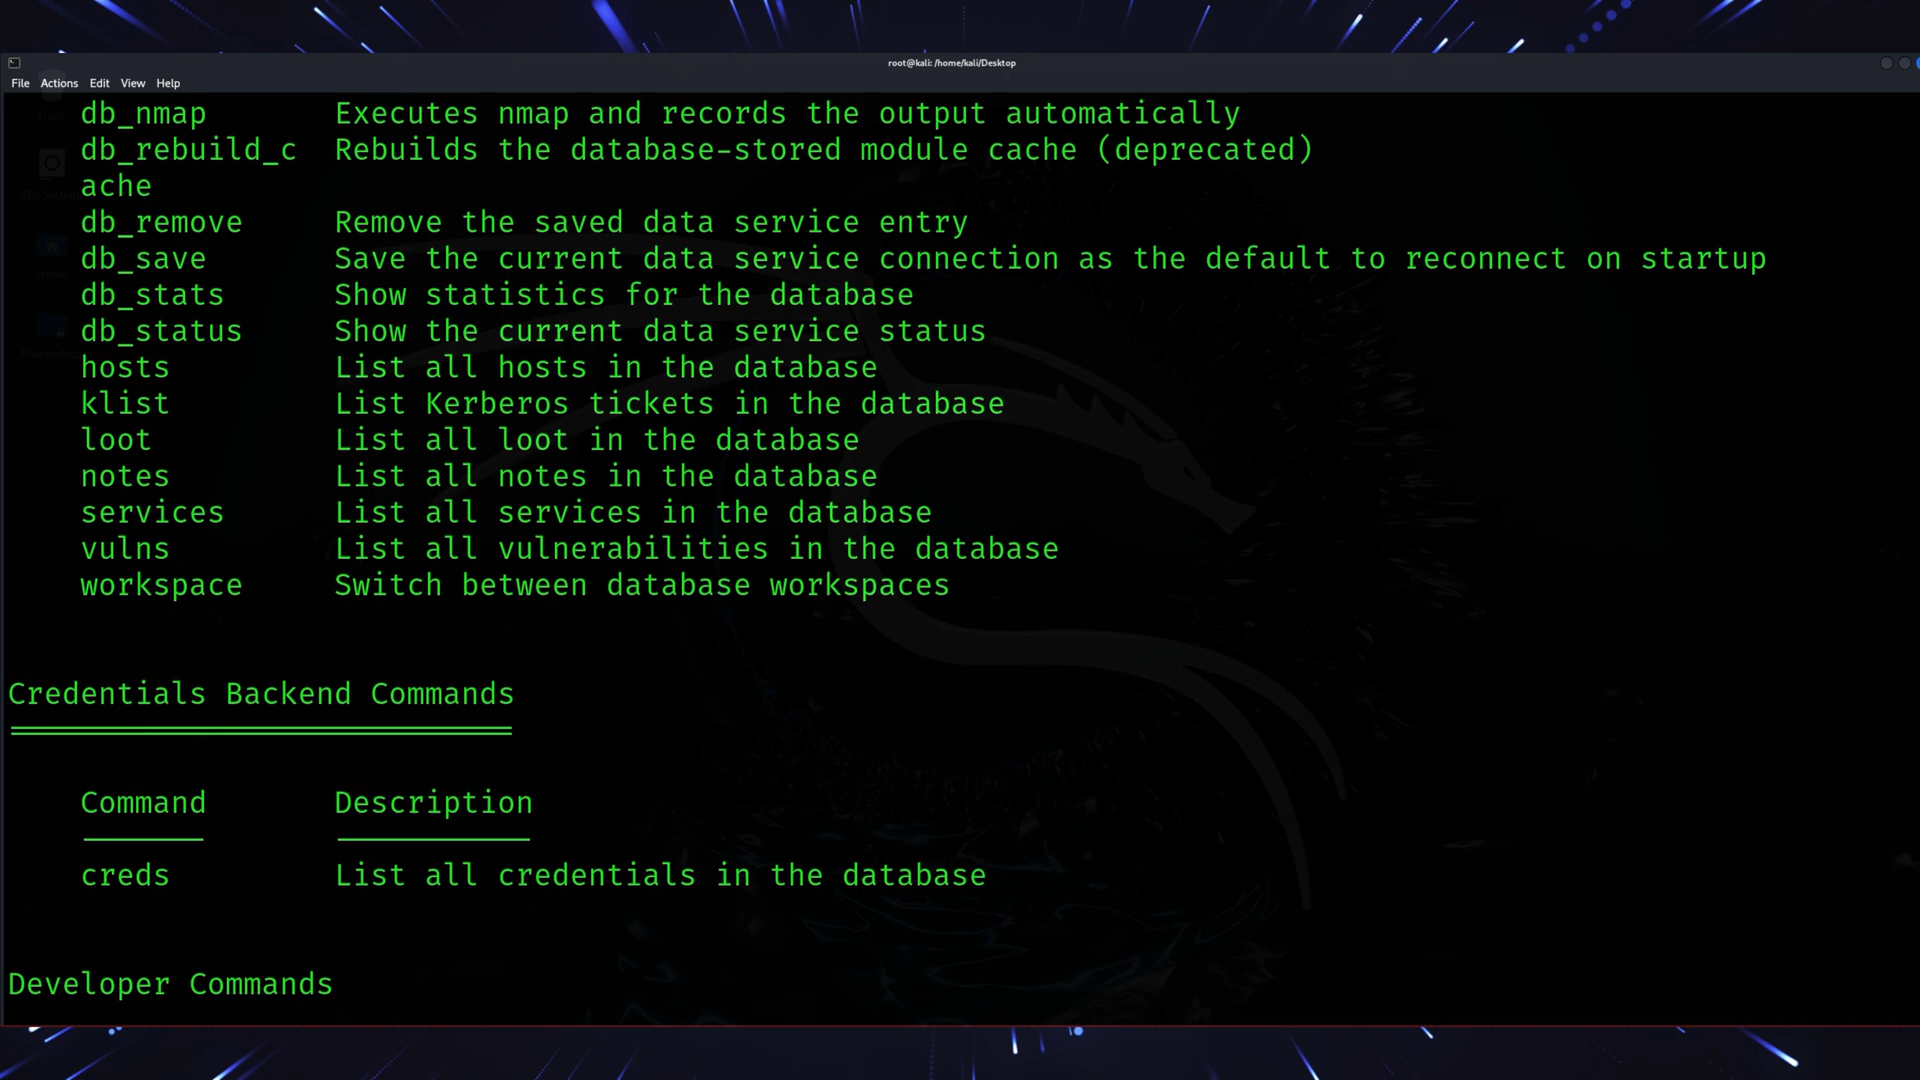 root@kali: /home/kali/Desktop
File Actions Edit View Help
db_nmap Executes nmap and records the output automatically
db_rebuild_c Rebuilds the database-stored module cache (deprecated)
ache
db_remove Remove the saved data service entry
db_save Save the current data service connection as the default to reconnect on startup
db_stats Show statistics for the database
db_status Show the current data service status
hosts List all hosts in the database
klist List Kerberos tickets in the database
loot List all loot in the database
notes List all notes in the database
services List all services in the database
vulns List all vulnerabilities in the database
workspace Switch between database workspaces
Credentials Backend Commands
Command Description
creds List all credentials in the database
Developer Commands